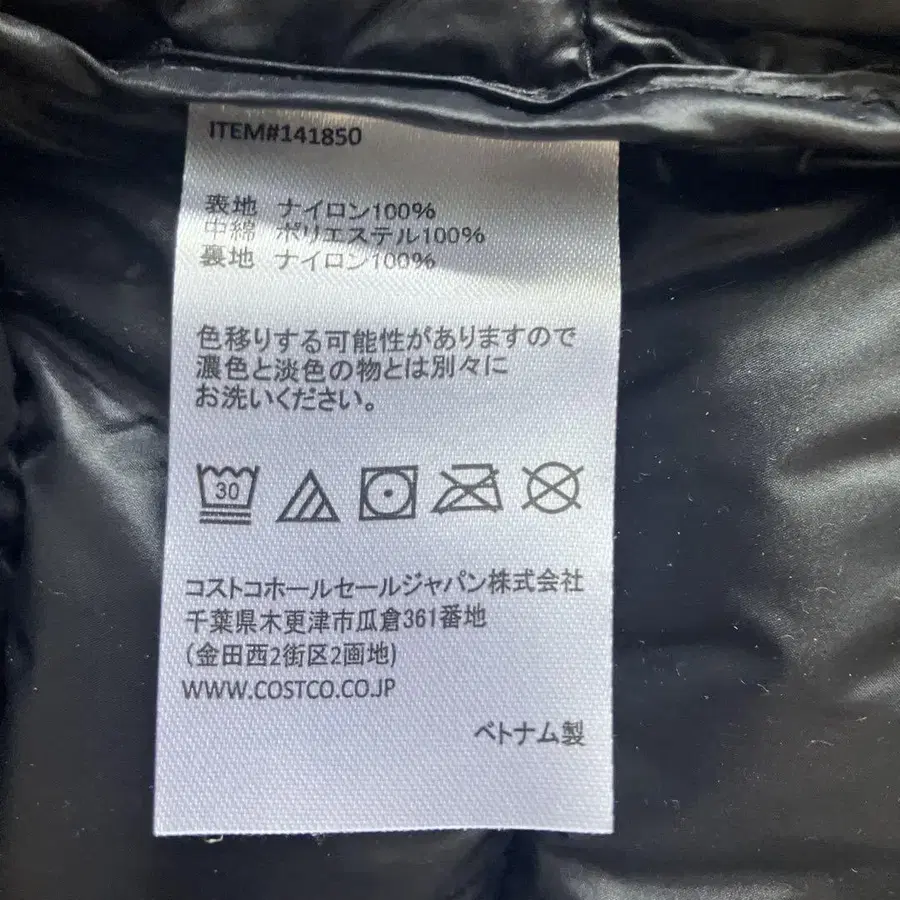 ITEM#141850
表地 ナイロン100%
中綿 ポリエステル100%
裏地 ナイロン100%
色移りする可能性がありますので
濃色と淡色の物とは別々に
お洗いください。
30
コストコホールセールジャパン株式会社
千葉県木更津市瓜倉361番地
(金田西2街区2画地)
WWW.COSTCO.CO.JP
ベトナム製